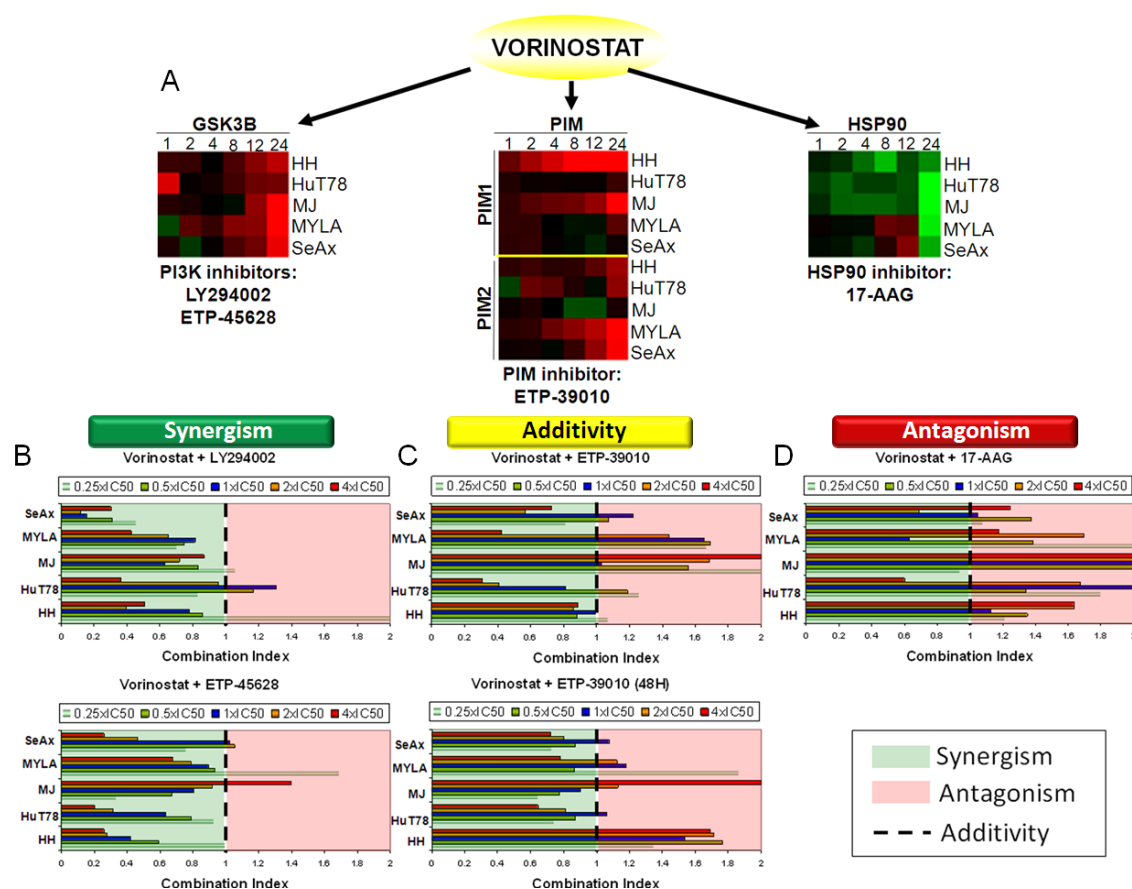 VORINOSTAT
A
GSK3B
1 2 4 8 12 24
HH
HuT78
MJ
MYLA
SeAx
PI3K inhibitors:
LY294002
ETP-45628
PIM
1 2 4 8 12 24
PIM1
HH
HuT78
MJ
MYLA
SeAx
PIM2
HH
HuT78
MJ
MYLA
SeAx
PIM inhibitor:
ETP-39010
HSP90
1 2 4 8 12 24
HH
HuT78
MJ
MYLA
SeAx
HSP90 inhibitor:
17-AAG
Synergism
B
Vorinostat + LY294002
0.25xIC50 0.5xIC50 1xIC50 2xIC50 4xIC50
SeAx
MYLA
MJ
HuT78
HH
0 0.2 0.4 0.6 0.8 1 1.2 1.4 1.6 1.8 2
Combination Index
Vorinostat + ETP-45628
0.25xIC50 0.5xIC50 1xIC50 2xIC50 4xIC50
SeAx
MYLA
MJ
HuT78
HH
0 0.2 0.4 0.6 0.8 1 1.2 1.4 1.6 1.8 2
Combination Index
Additivity
C
Vorinostat + ETP-39010
0.25xIC50 0.5xIC50 1xIC50 2xIC50 4xIC50
SeAx
MYLA
MJ
HuT78
HH
0 0.2 0.4 0.6 0.8 1 1.2 1.4 1.6 1.8 2
Combination Index
Vorinostat + ETP-39010 (48H)
0.25xIC50 0.5xIC50 1xIC50 2xIC50 4xIC50
SeAx
MYLA
MJ
HuT78
HH
0 0.2 0.4 0.6 0.8 1 1.2 1.4 1.6 1.8 2
Combination Index
Antagonism
D
Vorinostat + 17-AAG
0.25xIC50 0.5xIC50 1xIC50 2xIC50 4xIC50
SeAx
MYLA
MJ
HuT78
HH
0 0.2 0.4 0.6 0.8 1 1.2 1.4 1.6 1.8 2
Combination Index
Synergism
Antagonism
Additivity